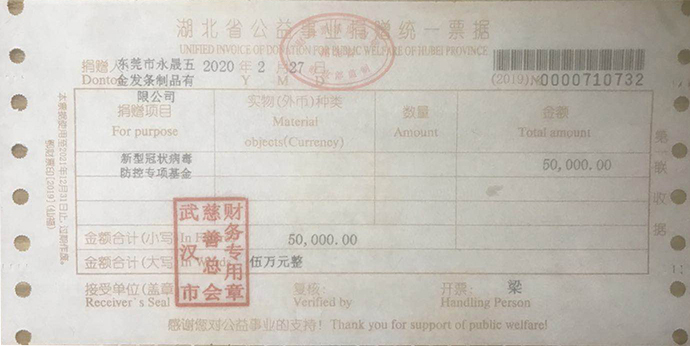 湖北省公益事业捐赠统一票据
UNIFIED INVOICE OF DONATION FOR PUBLIC WELFARE OF HUBEI PROVINCE
捐赠人 东莞市永晟五 2020 年 2 月 27 日
金发条制品有 Y M D (2019)N 0000710732
限公司
捐赠项目 实物(外币)种类 数量 金额
For purpose Material Amount Total amount
objects(Currency)
新型冠状病毒 50,000.00
防控专项基金
金额合计(小写) In 50,000.00
金额合计(大写) In 伍万元整
接受单位(盖章 复核: 开票: 梁
Receiver's Seal Verified by Handling Person
感谢您对公益事业的支持! Thank you for support of public welfare!
财务专用章
慈善总会
武汉市
收据